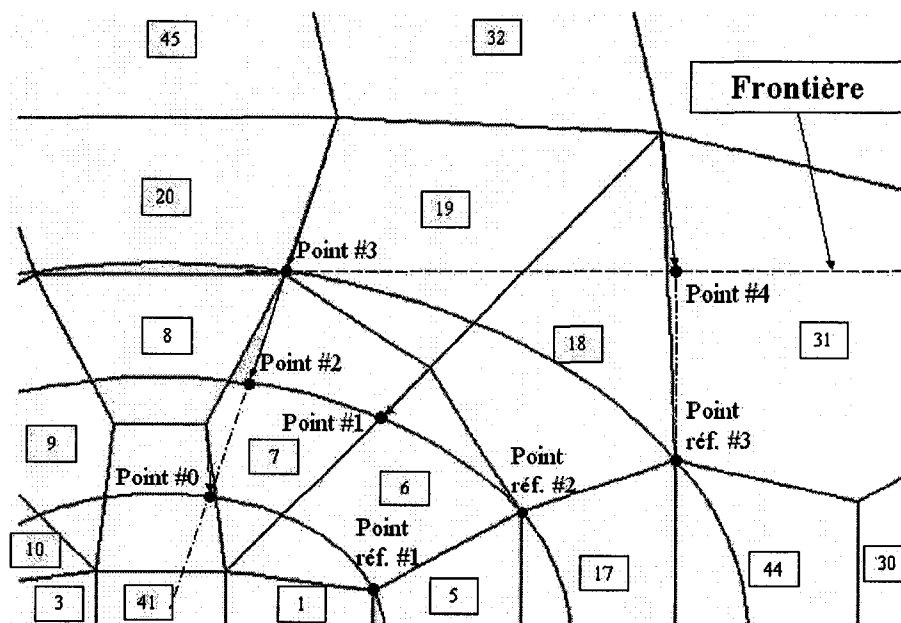 45
32
Frontière
20
19
Point #3
Point #4
8
18
31
Point #2
Point #1
Point
réf. #3
9
7
Point #0
6
Point
réf. #2
Point
réf. #1
10
17
44
30
3
41
1
5